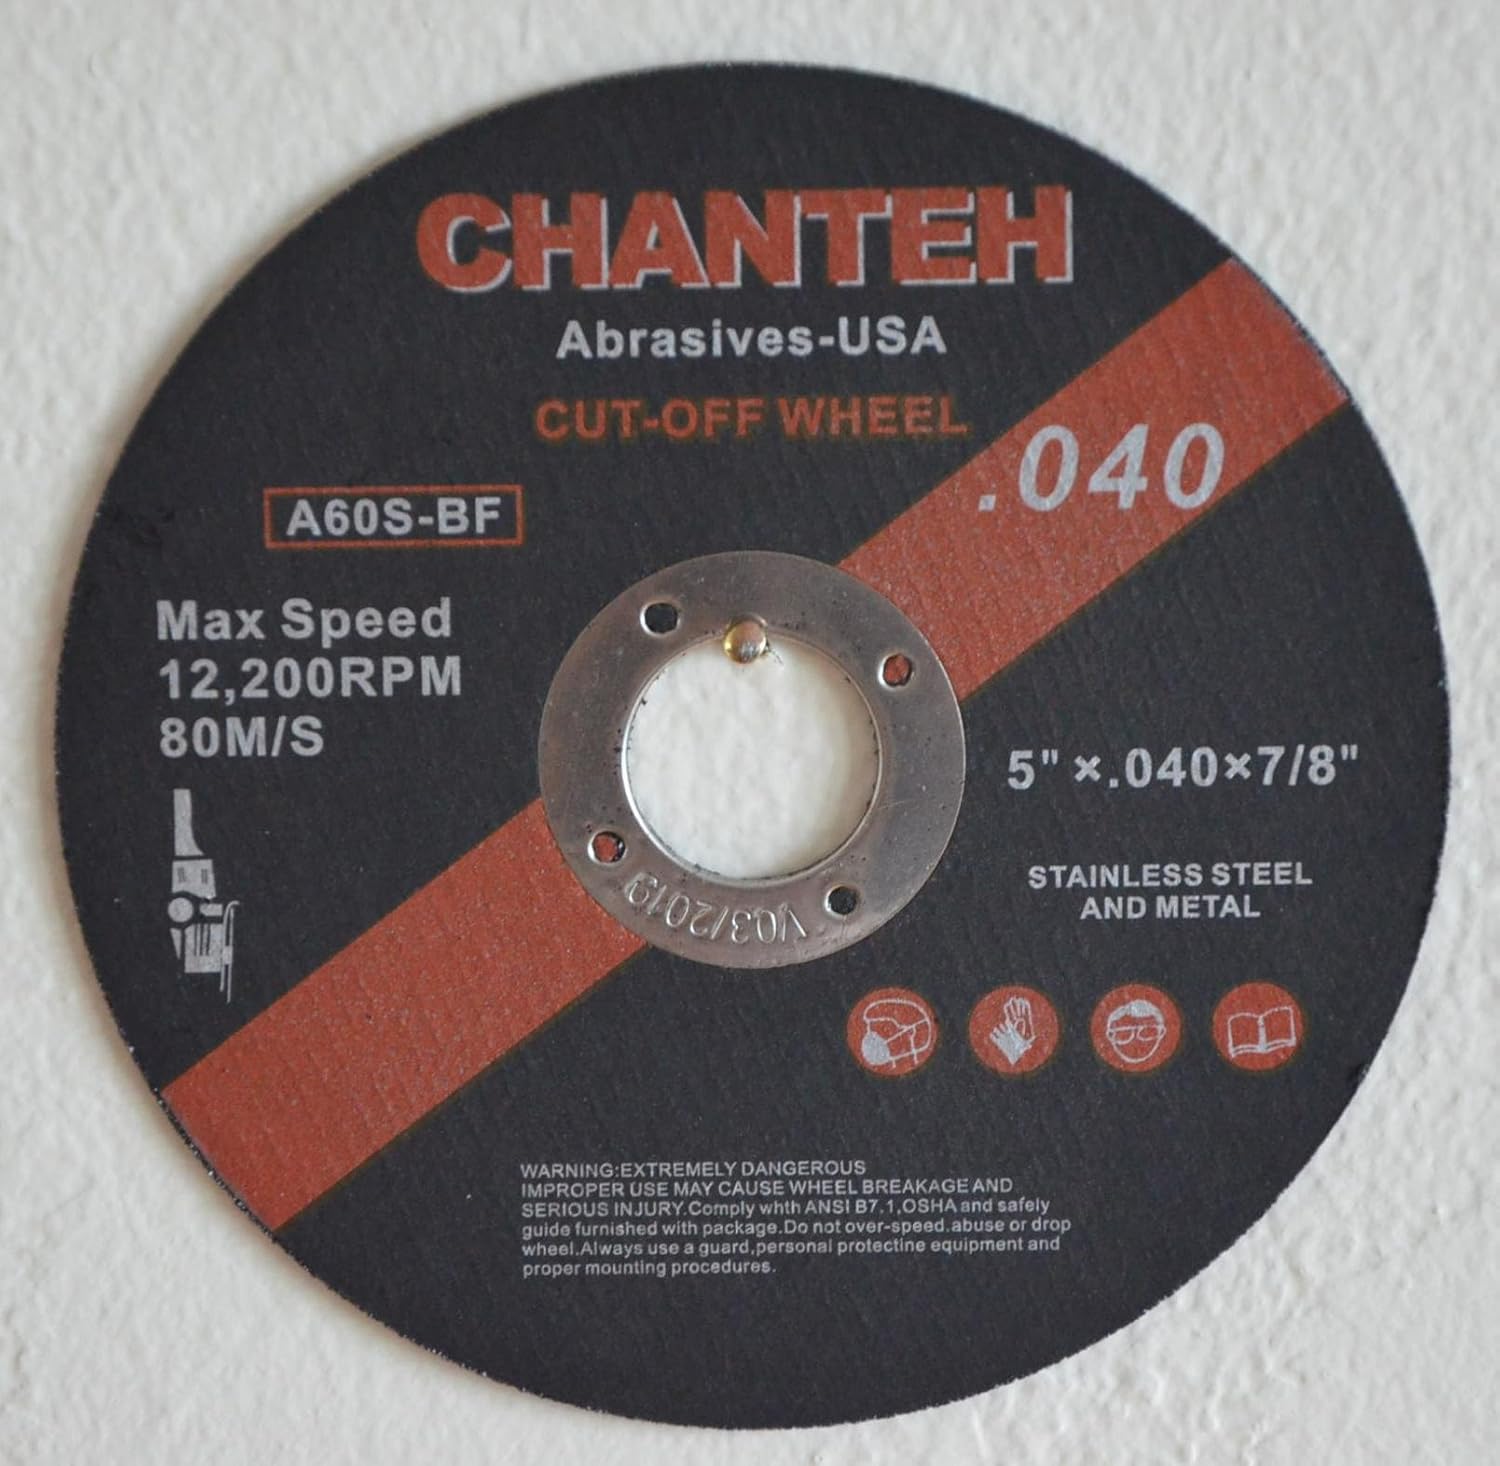 CHANTEH
Abrasives-USA
CUT-OFF WHEEL
.040
A60S-BF
Max Speed
12,200RPM
80M/S
5" ×.040×7/8"
STAINLESS STEEL
AND METAL
V03/2019
WARNING:EXTREMELY DANGEROUS
IMPROPER USE MAY CAUSE WHEEL BREAKAGE AND
SERIOUS INJURY.Comply whth ANSI B7.1,OSHA and safely
guide furnished with package.Do not over-speed.abuse or drop
wheel.Always use a guard,personal protectine equipment and
proper mounting procedures.